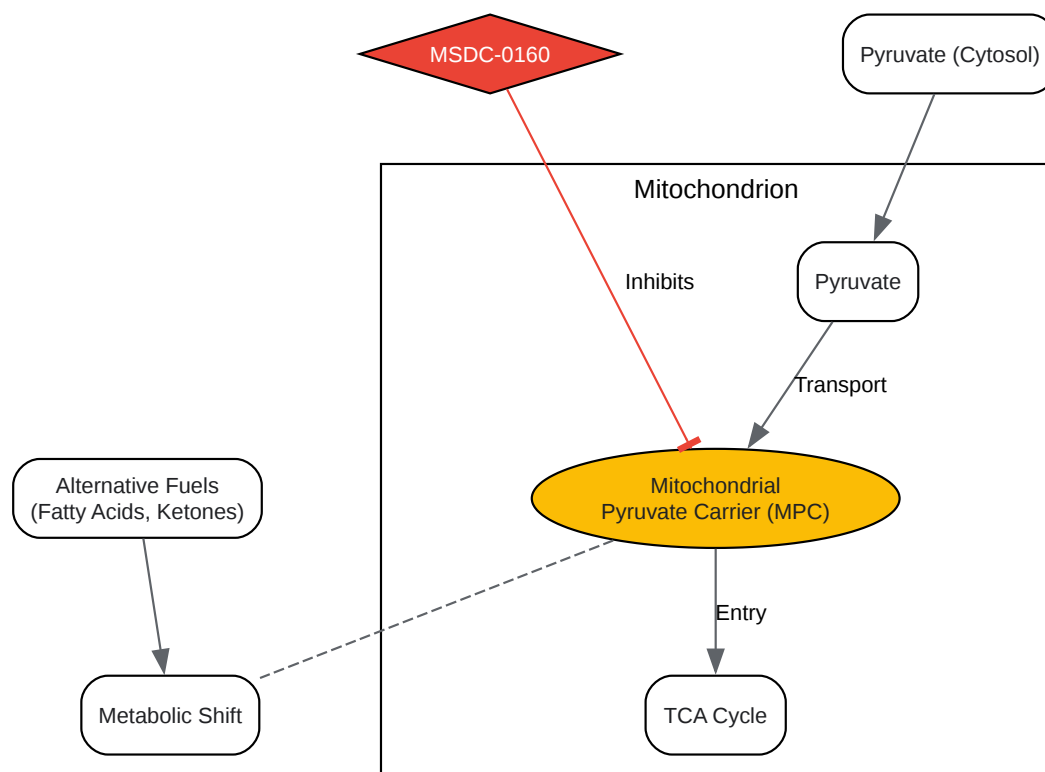 MSDC-0160
Pyruvate (Cytosol)
Mitochondrion
Pyruvate
Inhibits
Transport
Alternative Fuels
(Fatty Acids, Ketones)
Mitochondrial
Pyruvate Carrier (MPC)
Entry
Metabolic Shift
TCA Cycle